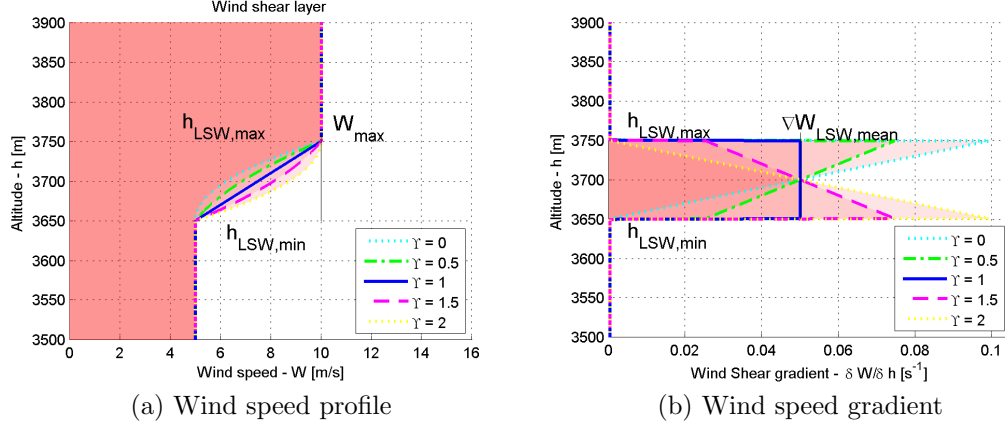 Wind shear layer
3900
3800
3700
3600
3500
Altitude - h [m]
h_LSW,max
W_max
h_LSW,min
ϒ = 0
ϒ = 0.5
ϒ = 1
ϒ = 1.5
ϒ = 2
0 2 4 6 8 10 12 14 16
Wind speed - W [m/s]
(a) Wind speed profile
3900
3850
3800
3750
3700
3650
3600
3550
3500
Altitude - h [m]
h_LSW,max
∇W_LSW,mean
h_LSW,min
ϒ = 0
ϒ = 0.5
ϒ = 1
ϒ = 1.5
ϒ = 2
0 0.02 0.04 0.06 0.08 0.1
Wind Shear gradient - δ W/δ h [s⁻¹]
(b) Wind speed gradient